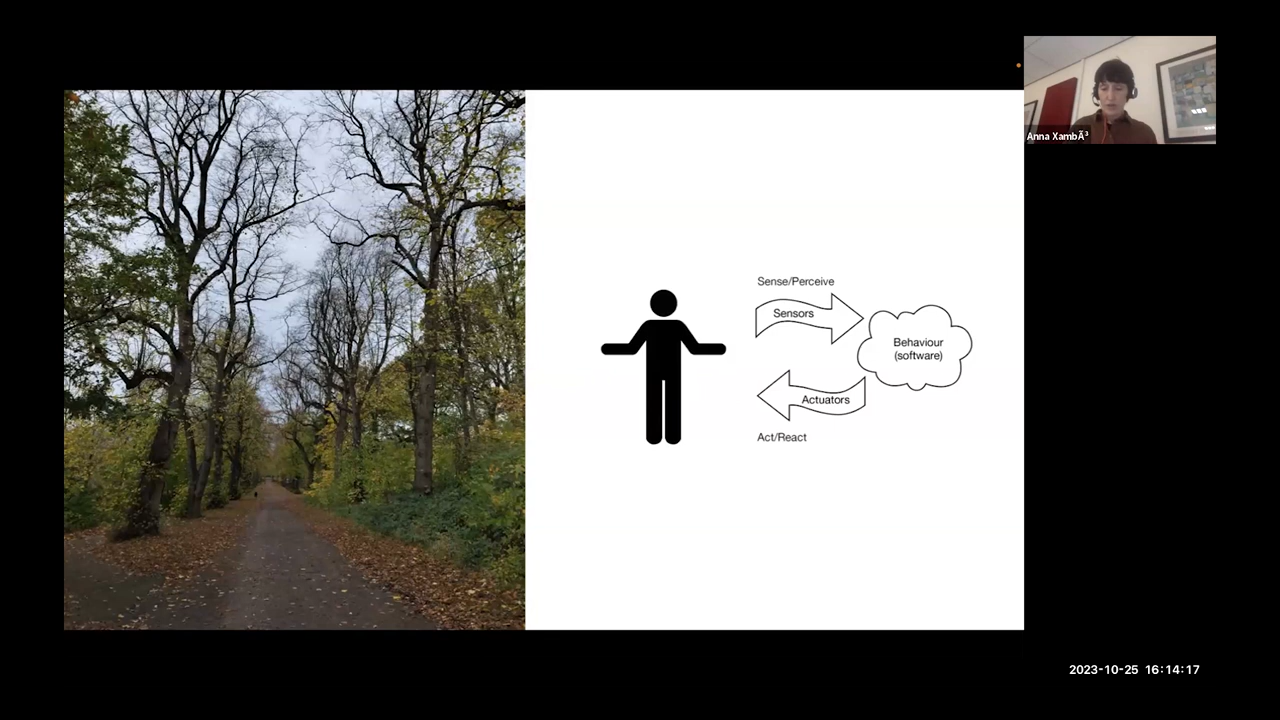 Anna XambÃ³
Sense/Perceive
Sensors
Behaviour
(software)
Actuators
Act/React
2023-10-25 16:14:17